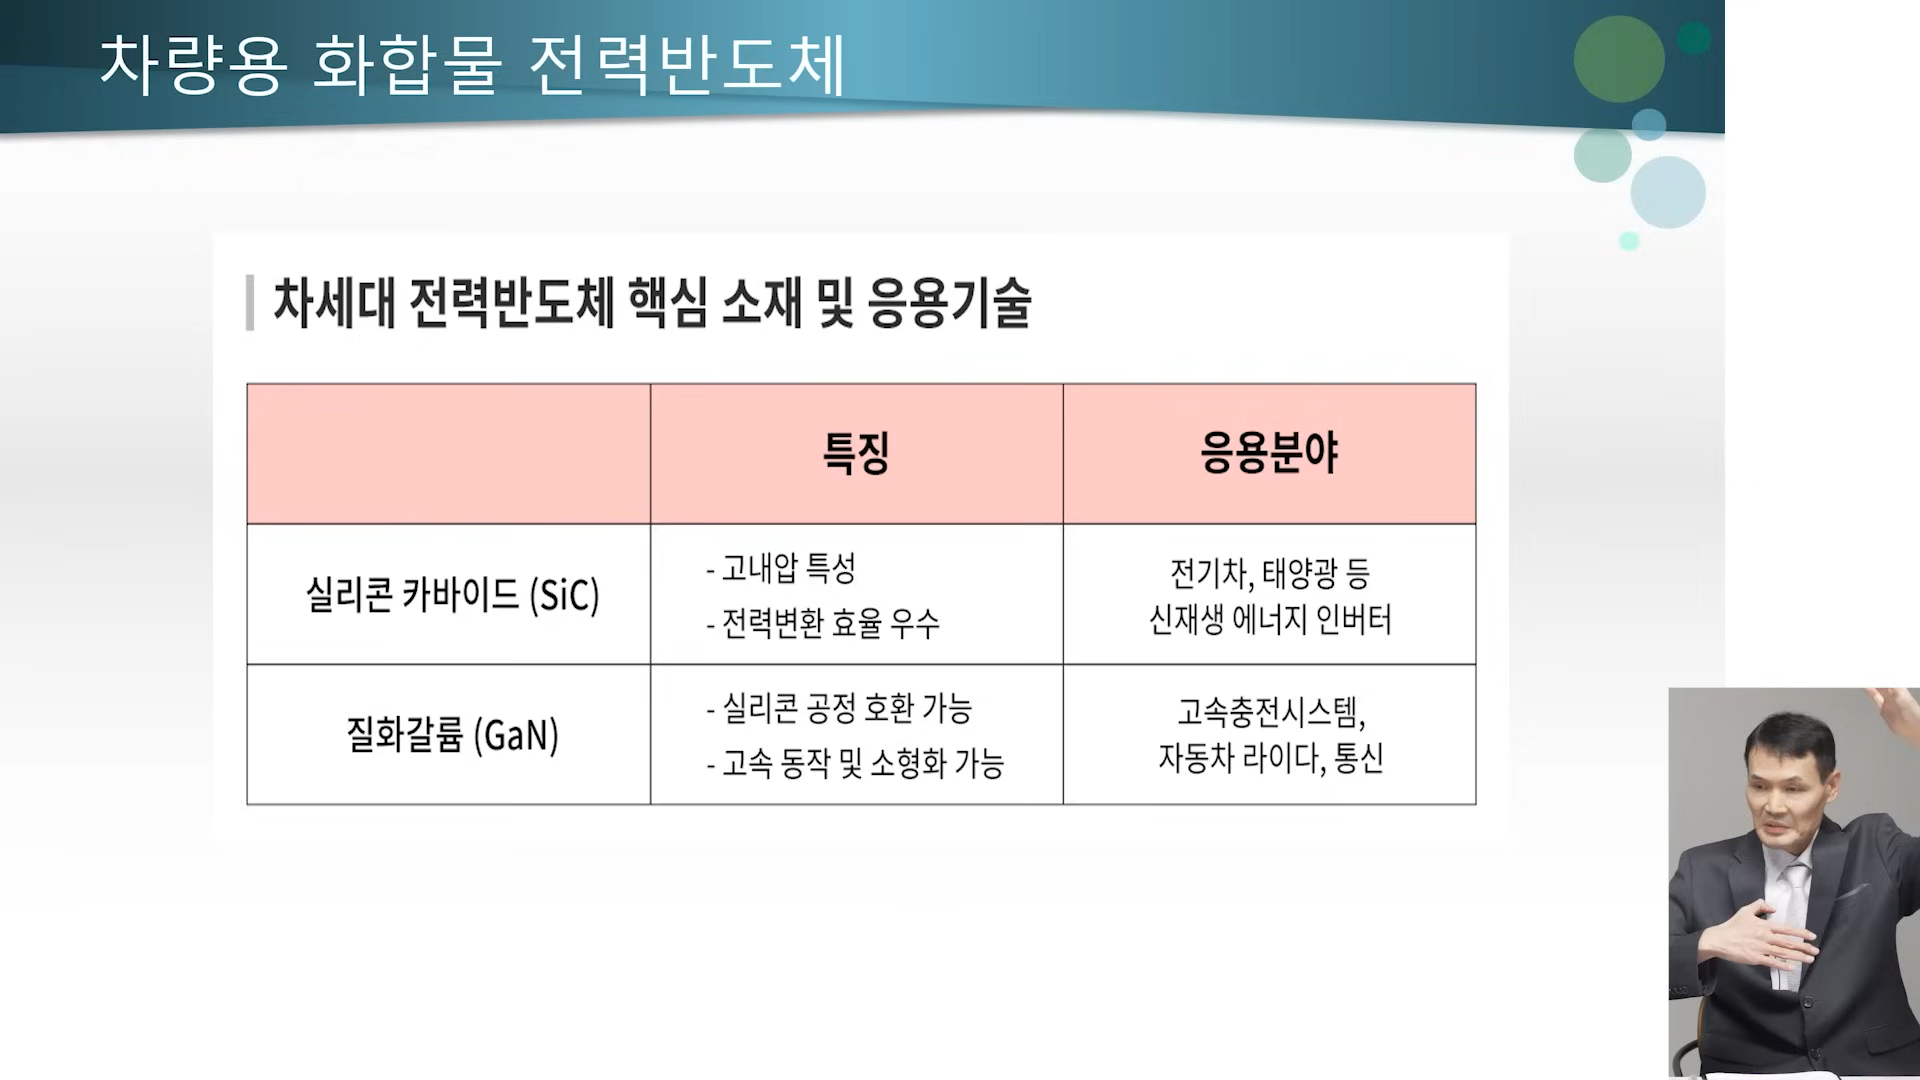 차량용 화합물 전력반도체
차세대 전력반도체 핵심 소재 및 응용기술
특징
응용분야
실리콘 카바이드 (SiC)
- 고내압 특성
- 전력변환 효율 우수
전기차, 태양광 등
신재생 에너지 인버터
질화갈륨 (GaN)
- 실리콘 공정 호환 가능
- 고속 동작 및 소형화 가능
고속충전시스템,
자동차 라이다, 통신